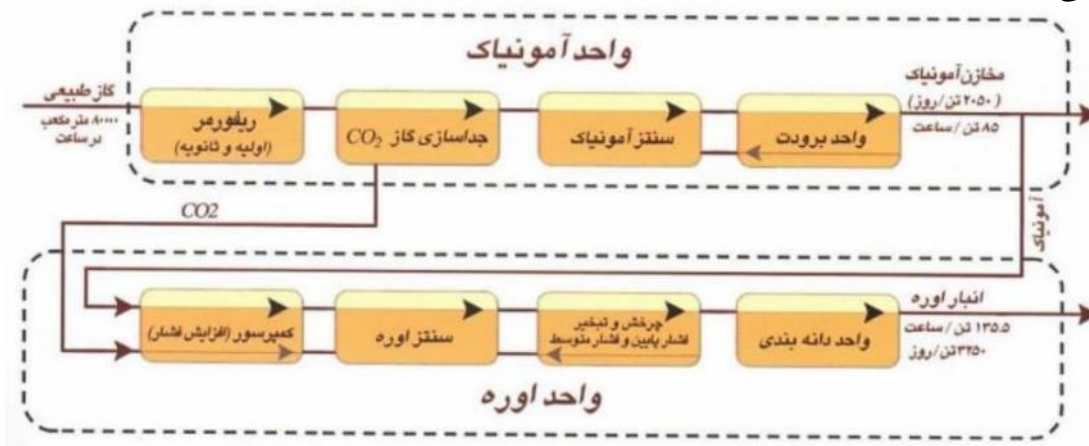 واحد آمونیاک
گاز طبیعی
۸۰۰۰۰ متر مکعب
در ساعت
ریفورمر
(اولیه و ثانویه)
جداسازی گاز CO2
سنتز آمونیاک
واحد برودت
مخازن آمونیاک
(۲۰۵۰ تن/روز)
۸۵ تن/ساعت
CO2
آمونیاک
کمپرسور (افزایش فشار)
سنتز اوره
چرخش و تبخیر
فشار پایین و فشار متوسط
واحد دانه بندی
انبار اوره
۱۳۵.۵ تن/ساعت
۳۲۵۰ تن/روز
واحد اوره